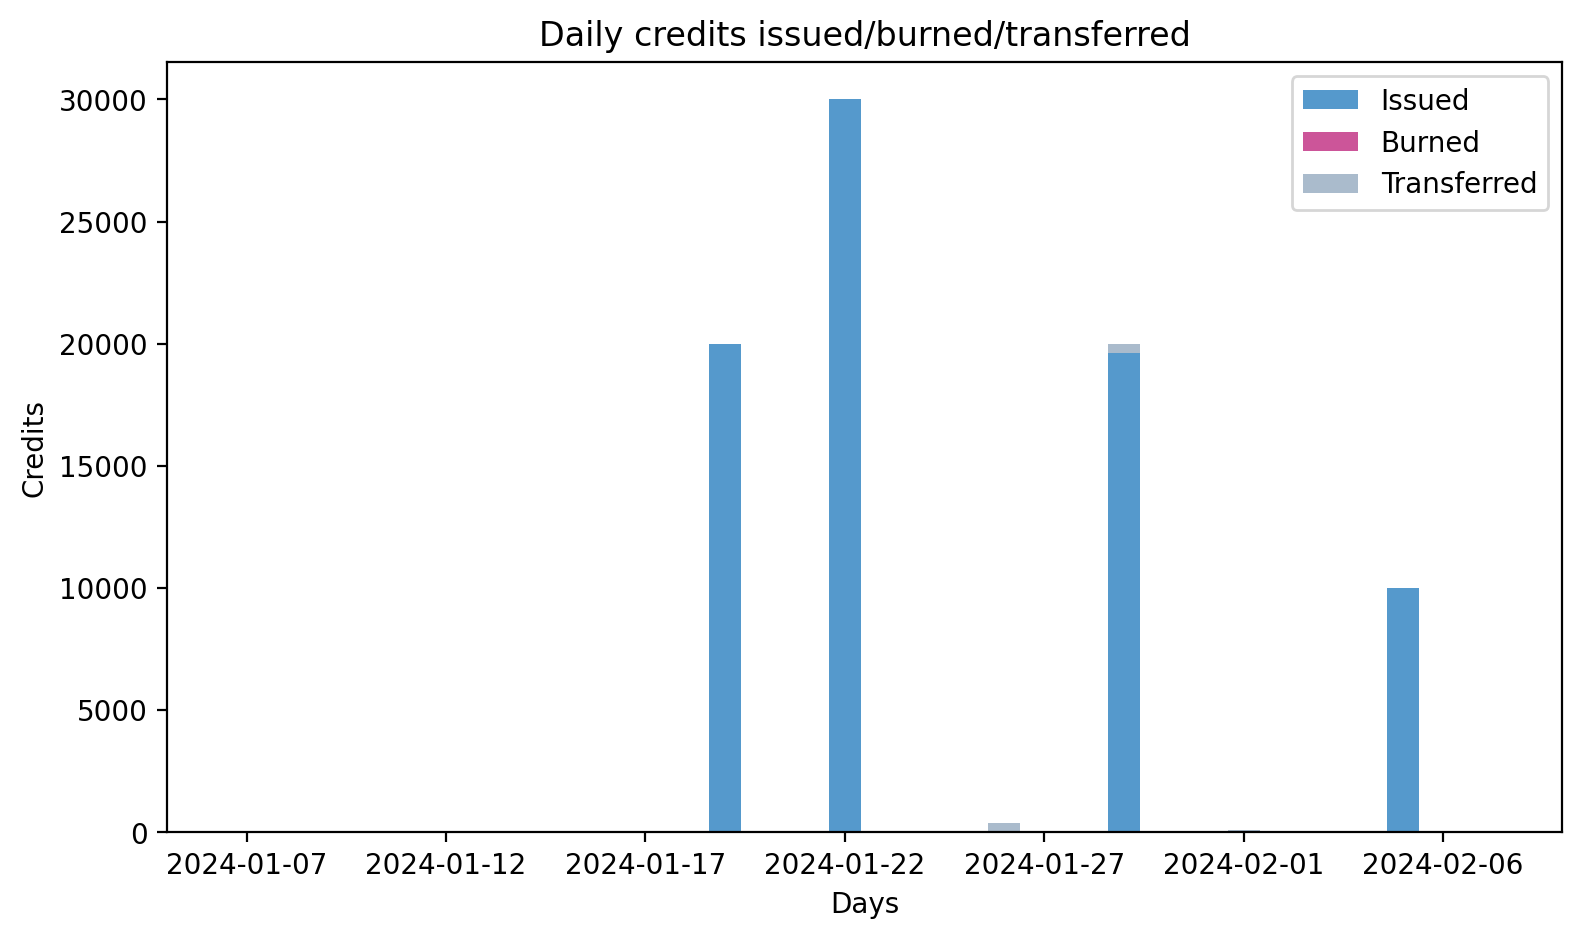 Daily credits issued/burned/transferred
Issued
Burned
Transferred
30000
25000
20000
15000
10000
5000
0
Credits
2024-01-07 2024-01-12 2024-01-17 2024-01-22 2024-01-27 2024-02-01 2024-02-06
Days